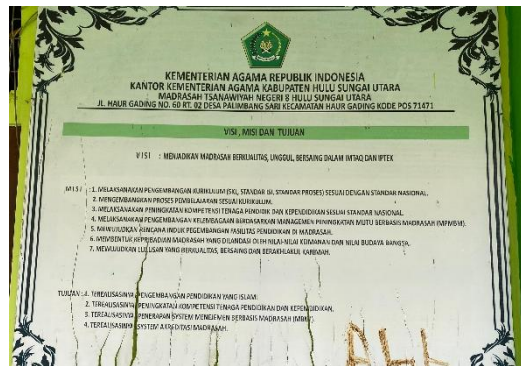 KEMENTERIAN AGAMA REPUBLIK INDONESIA
KANTOR KEMENTERIAN AGAMA KABUPATEN HULU SUNGAI UTARA
MADRASAH TSANAWIYAH NEGERI 8 HULU SUNGAI UTARA
JL. HAUR GADING NO. 60 RT. 02 DESA PALIMBANG SARI KECAMATAN HAUR GADING KODE POS 71471
VISI, MISI DAN TUJUAN
VISI : MENJADIKAN MADRASAH BERKUALITAS, UNGGUL, BERSAING DALAM IMTAQ DAN IPTEK
MISI : 1. MELAKSANAKAN PENGEMBANGAN KURIKULUM (SKL, STANDAR ISI, STANDAR PROSES) SESUAI DENGAN STANDAR NASIONAL.
2. MENGEMBANGKAN PROSES PEMBELAJARAN SESUAI KURIKULUM.
3. MELAKSANAKAN PENINGKATAN KOMPETENSI TENAGA PENDIDIK DAN KEPENDIDIKAN SESUAI STANDAR NASIONAL.
4. MELAKSANAKAN PENGEMBANGAN KELEMBAGAAN BERDASARKAN MANAGEMEN PENINGKATAN MUTU BERBASIS MADRASAH (MPMBM).
5. MEWUJUDKAN RENCANA INDUK PEGEMBANGAN FASILITAS PENDIDIKAN DI MADRASAH.
6. MEMBENTUK KEPRIBADIAN MADRASAH YANG DILANDASI OLEH NILAI-NILAI KEIMANAN DAN NILAI BUDAYA BANGSA.
7. MEWUJUDKAN LULUSAN YANG BERKUALITAS, BERSAING DAN BERAKHLAKUL KARIMAH.
TUJUAN : 1. TEREALISASINYA PENGEMBANGAN PENDIDIKAN YANG ISLAMI.
2. TEREALISASINYA PENINGKATAN KOMPETENSI TENAGA PENDIDIKAN DAN KEPENDIDIKAN.
3. TEREALISASINYA PENERAPAN SYSTEM MENEJEMEN BERBASIS MADRASAH (MBM).
4. TEREALISASINYA SYSTEM AKREDITASI MADRASAH.